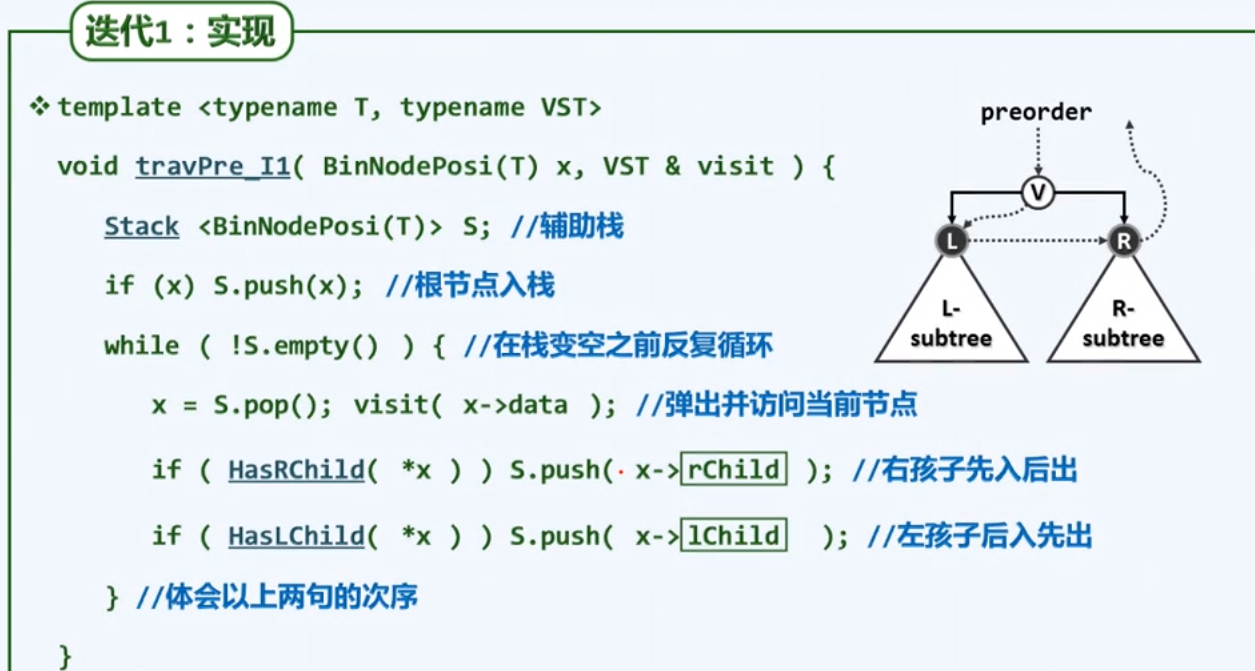 迭代1：实现
❖ template <typename T, typename VST>
void travPre_I1( BinNodePosi(T) x, VST & visit ) {
Stack <BinNodePosi(T)> S; //辅助栈
if (x) S.push(x); //根节点入栈
while ( !S.empty() ) { //在栈变空之前反复循环
x = S.pop(); visit( x->data ); //弹出并访问当前节点
if ( HasRChild( *x ) ) S.push( x->rChild ); //右孩子先入后出
if ( HasLChild( *x ) ) S.push( x->lChild ); //左孩子后入先出
} //体会以上两句的次序
}
preorder
V
L
R
L-
subtree
R-
subtree